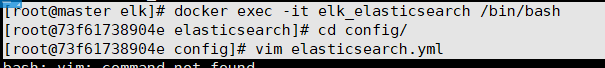 [root@master elk]# docker exec -it elk_elasticsearch /bin/bash
[root@73f61738904e elasticsearch]# cd config/
[root@73f61738904e config]# vim elasticsearch.yml
bash: vim: command not found